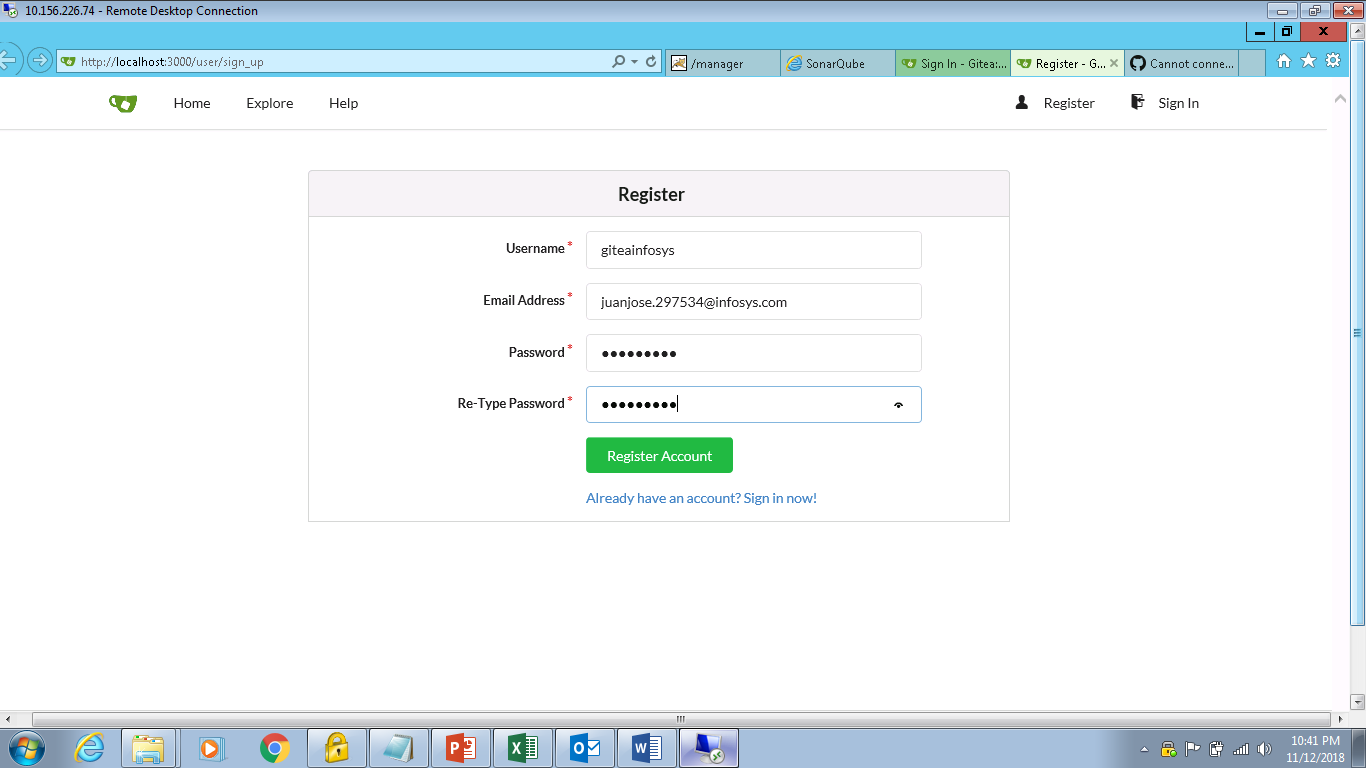 10.156.226.74 - Remote Desktop Connection
http://localhost:3000/user/sign_up
/manager
SonarQube
Sign In - Gitea:...
Register - G...
Cannot conne...
Home
Explore
Help
Register
Sign In
Register
Username *
giteainfosys
Email Address *
juanjose.297534@infosys.com
Password *
●●●●●●●●●
Re-Type Password *
●●●●●●●●●
Register Account
Already have an account? Sign in now!
10:41 PM
11/12/2018